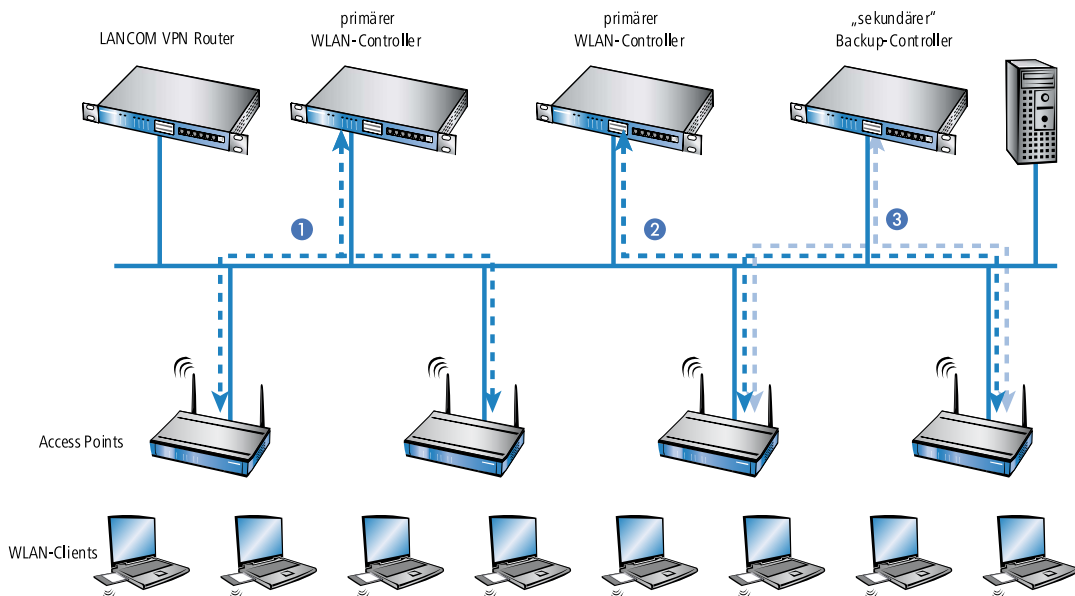 LANCOM VPN Router
primärer
WLAN-Controller
primärer
WLAN-Controller
„sekundärer“
Backup-Controller
1
2
3
Access Points
WLAN-Clients